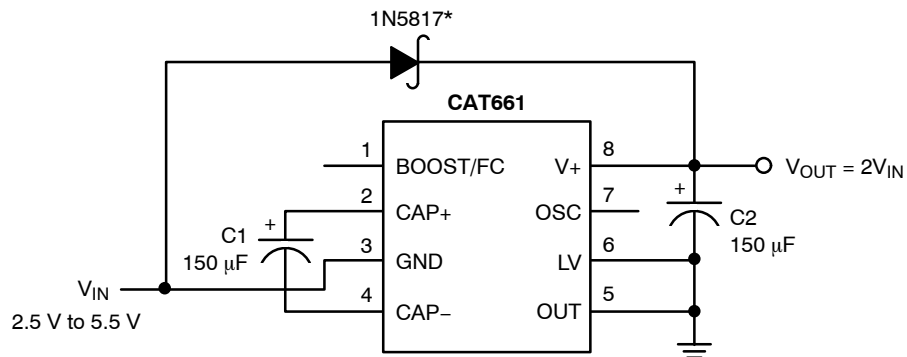 1N5817*
CAT661
1 BOOST/FC V+ 8
VOUT = 2VIN
2 CAP+ OSC 7
+ C1 150 μF
+ C2 150 μF
3 GND LV 6
VIN
2.5 V to 5.5 V
4 CAP− OUT 5